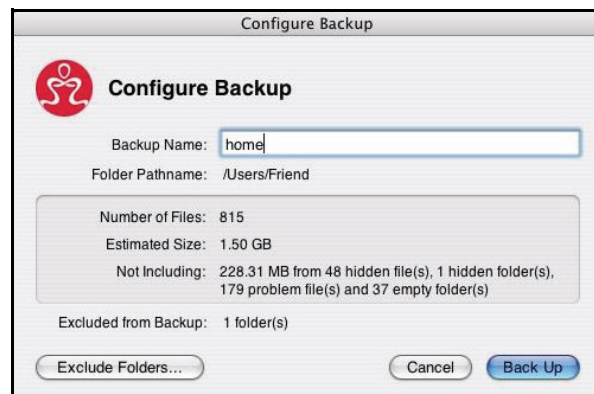 Configure Backup
Configure Backup
Backup Name: home
Folder Pathname: /Users/Friend
Number of Files: 815
Estimated Size: 1.50 GB
Not Including: 228.31 MB from 48 hidden file(s), 1 hidden folder(s),
179 problem file(s) and 37 empty folder(s)
Excluded from Backup: 1 folder(s)
Exclude Folders... Cancel Back Up